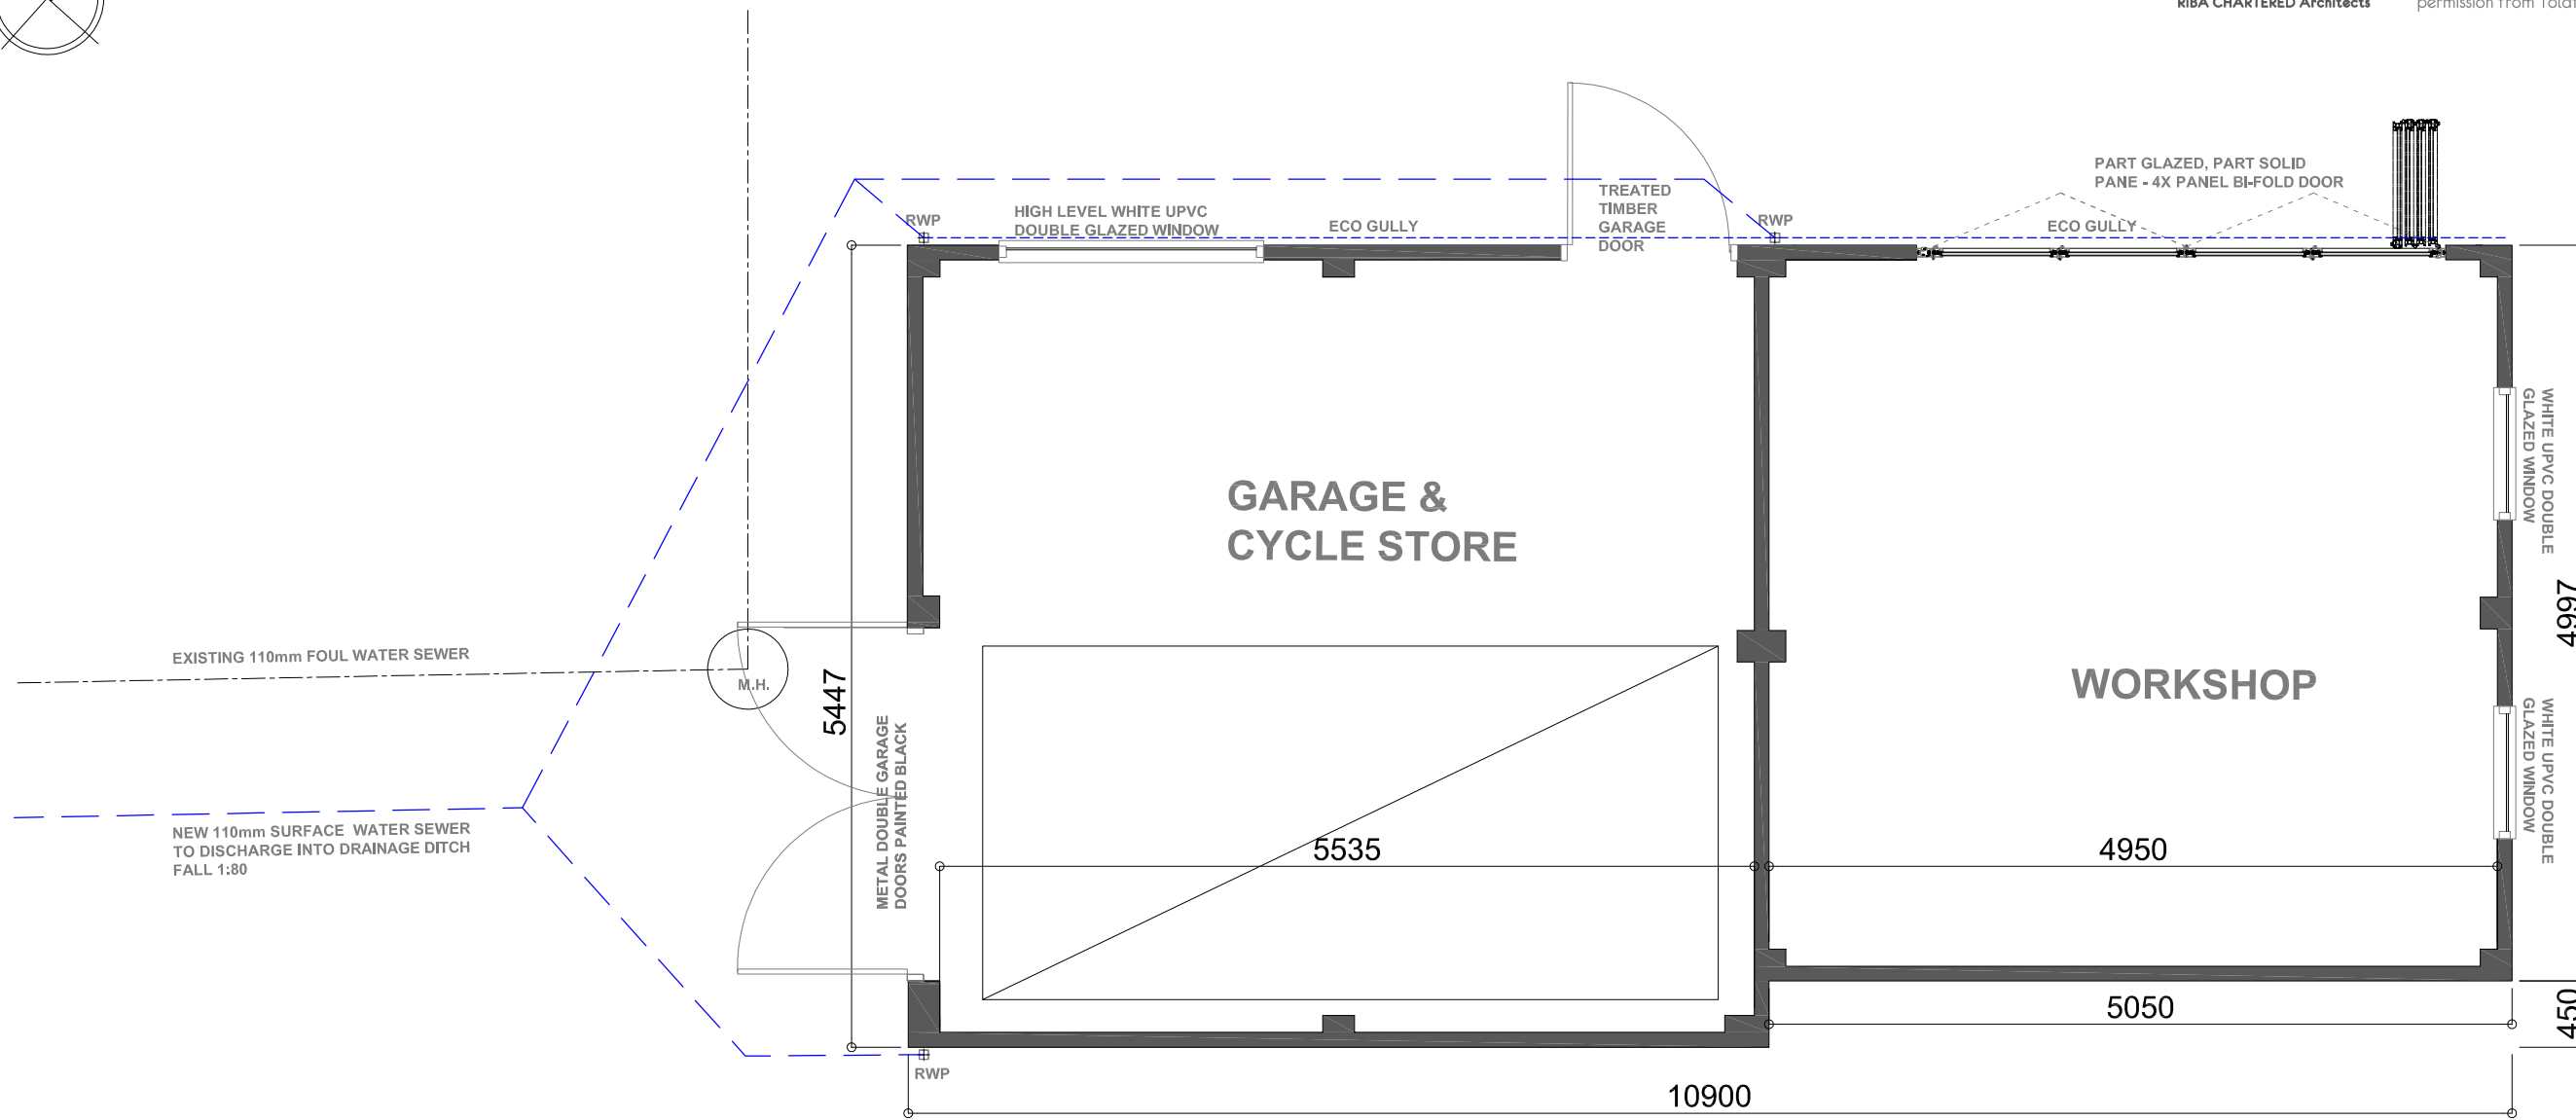 RIBA CHARTERED Architects
permission from
PART GLAZED, PART SOLID
PANE - 4X PANEL BI-FOLD DOOR
TREATED
TIMBER
GARAGE
DOOR
RWP
HIGH LEVEL WHITE UPVC
DOUBLE GLAZED WINDOW
ECO GULLY
RWP
ECO GULLY
WHITE UPVC DOUBLE
GLAZED WINDOW
GARAGE &
CYCLE STORE
4997
EXISTING 110mm FOUL WATER SEWER
M.H.
5447
WORKSHOP
METAL DOUBLE GARAGE
DOORS PAINTED BLACK
WHITE UPVC DOUBLE
GLAZED WINDOW
NEW 110mm SURFACE WATER SEWER
TO DISCHARGE INTO DRAINAGE DITCH
FALL 1:80
5535
4950
5050
450
RWP
10900